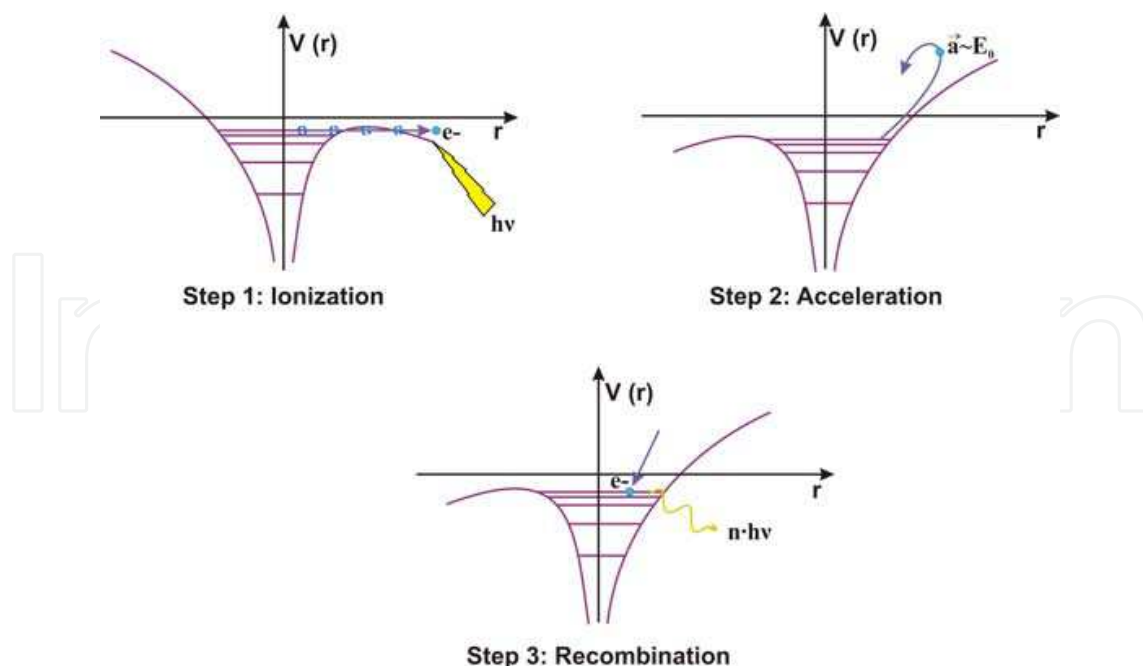 V (r)
r
e-
hν
Step 1: Ionization
V (r)
a⃗~E₀
r
Step 2: Acceleration
V (r)
e-
r
n·hν
Step 3: Recombination